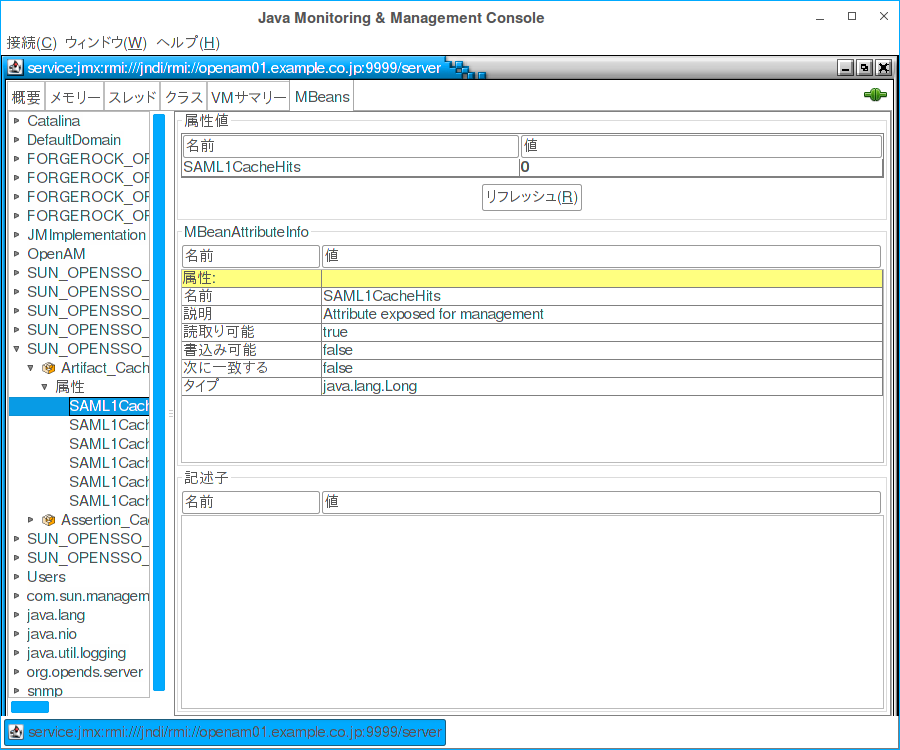 Java Monitoring & Management Console
接続(C) ウィンドウ(W) ヘルプ(H)
service:jmx:rmi:///jndi/rmi://openam01.example.co.jp:9999/server
概要 メモリー スレッド クラス VMサマリー MBeans
Catalina
DefaultDomain
FORGEROCK_OP
FORGEROCK_OP
FORGEROCK_OP
FORGEROCK_OP
JMImplementation
OpenAM
SUN_OPENSSO_
SUN_OPENSSO_
SUN_OPENSSO_
SUN_OPENSSO_
SUN_OPENSSO_
Artifact_Cach
属性
SAML1Cach
SAML1Cach
SAML1Cach
SAML1Cach
SAML1Cach
SAML1Cach
Assertion_Ca
SUN_OPENSSO_
SUN_OPENSSO_
Users
com.sun.managem
java.lang
java.nio
java.util.logging
org.opends.server
snmp
属性値
名前 値
SAML1CacheHits 0
リフレッシュ(R)
MBeanAttributeInfo
名前 値
属性:
名前 SAML1CacheHits
説明 Attribute exposed for management
読取り可能 true
書込み可能 false
次に一致する false
タイプ java.lang.Long
記述子
名前 値
service:jmx:rmi:///jndi/rmi://openam01.example.co.jp:9999/server